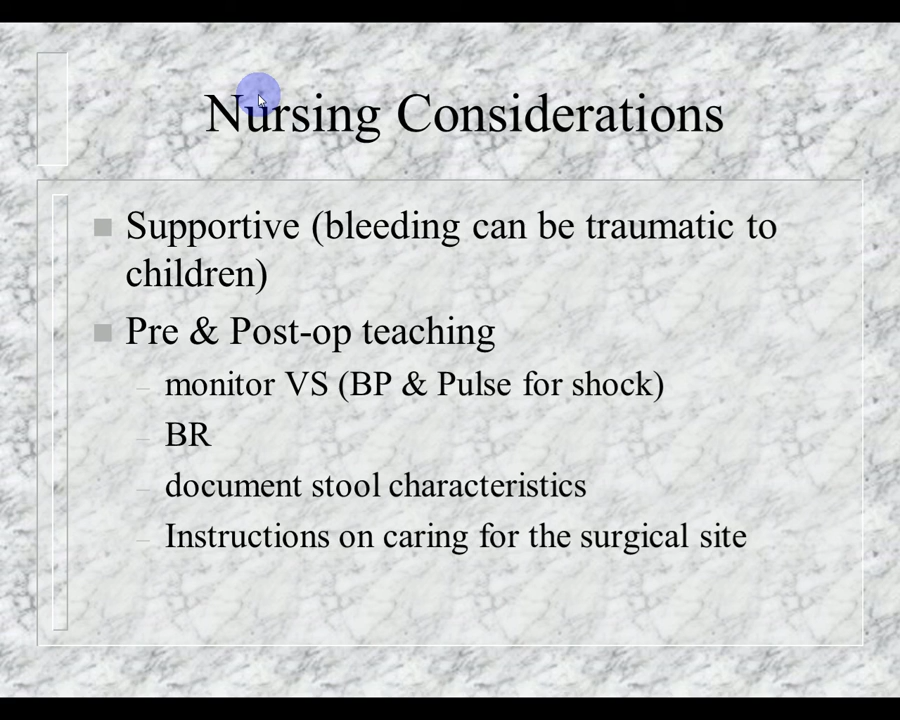 Nursing Considerations
Supportive (bleeding can be traumatic to
children)
Pre & Post-op teaching
– monitor VS (BP & Pulse for shock)
– BR
– document stool characteristics
– Instructions on caring for the surgical site